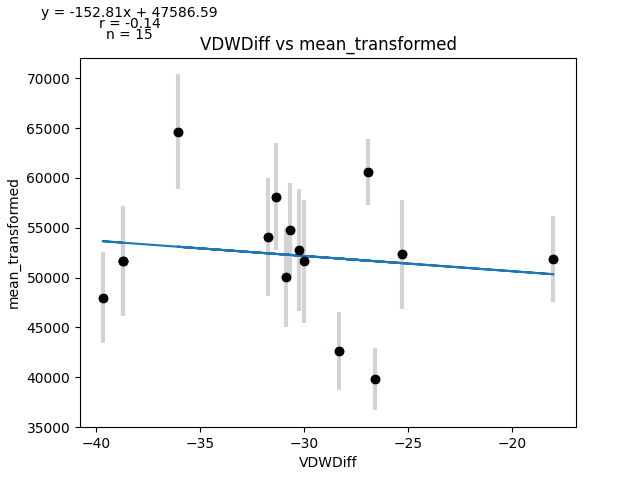 y = -152.81x + 47586.59
r = -0.14
n = 15
VDWDiff vs mean_transformed
70000
65000
60000
55000
50000
45000
40000
35000
mean_transformed
−40
−35
−30
−25
−20
VDWDiff